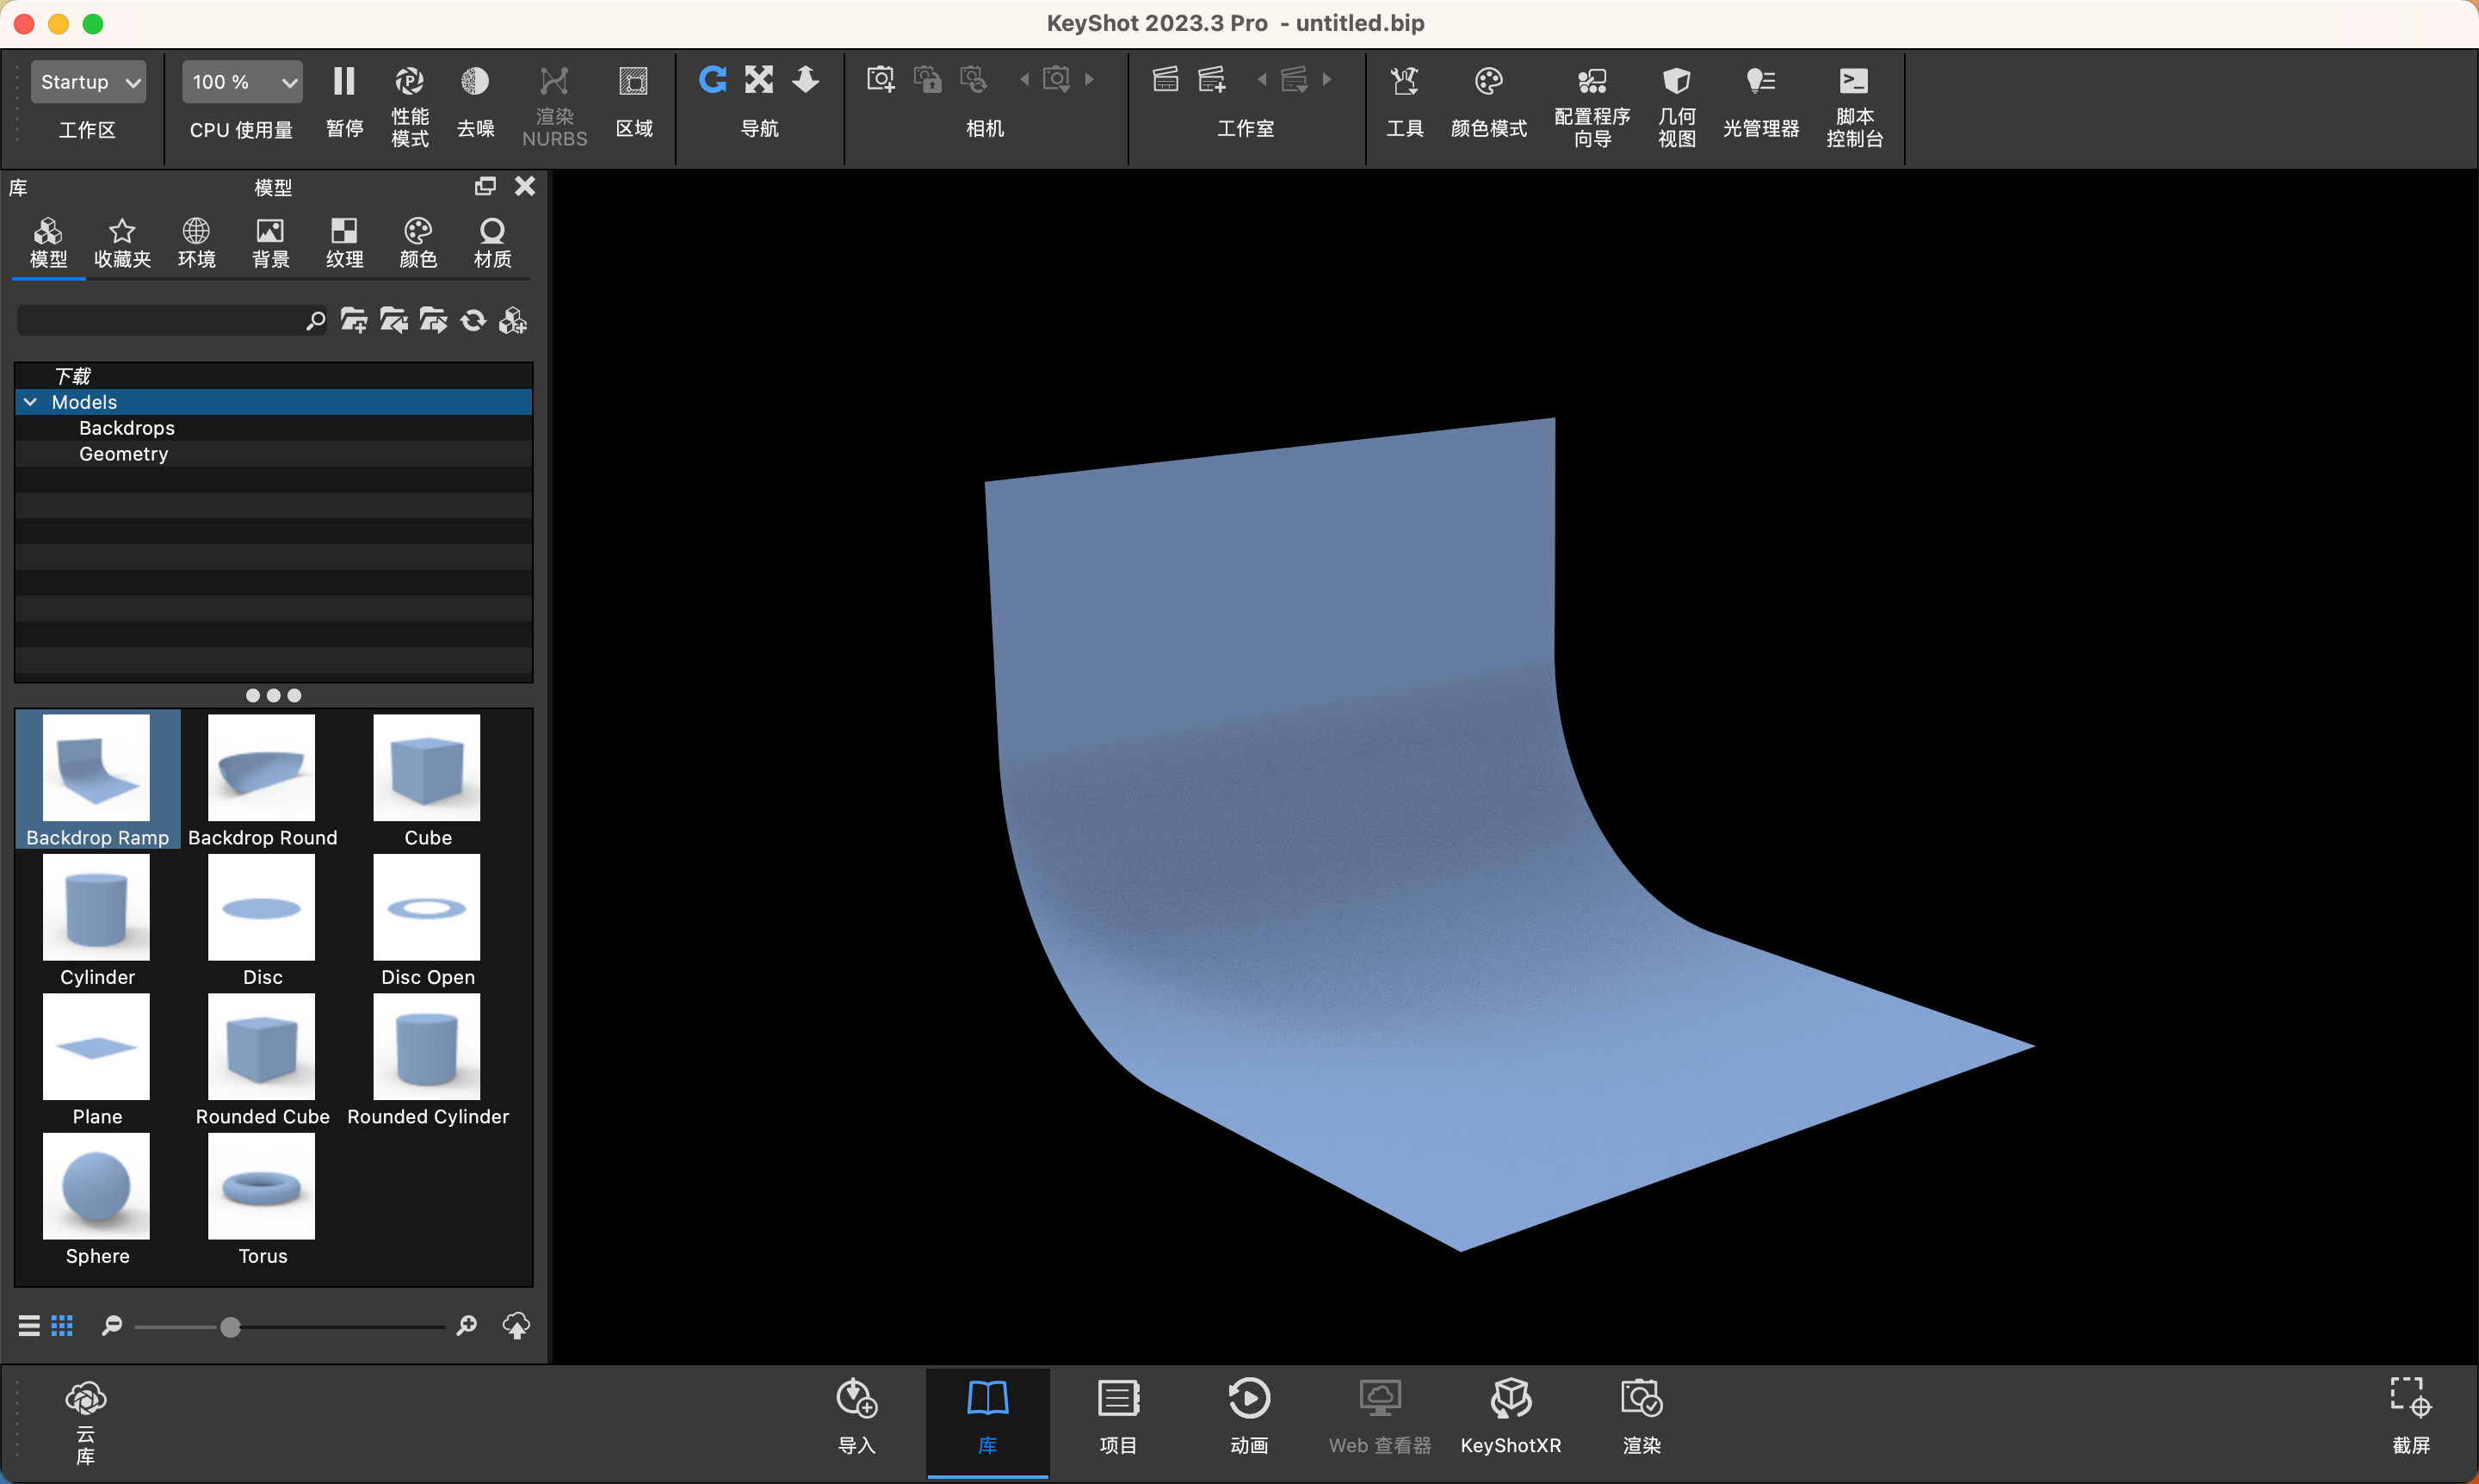 KeyShot 2023.3 Pro - untitled.bip
Startup
工作区
100 %
CPU 使用量
暂停
性能
模式
去噪
渲染
NURBS
区域
导航
相机
工作室
工具
颜色模式
配置程序
向导
几何
视图
光管理器
脚本
控制台
库
模型
模型
收藏夹
环境
背景
纹理
颜色
材质
下载
Models
Backdrops
Geometry
Backdrop Ramp
Backdrop Round
Cube
Cylinder
Disc
Disc Open
Plane
Rounded Cube
Rounded Cylinder
Sphere
Torus
云
库
导入
库
项目
动画
Web 查看器
KeyShotXR
渲染
截屏